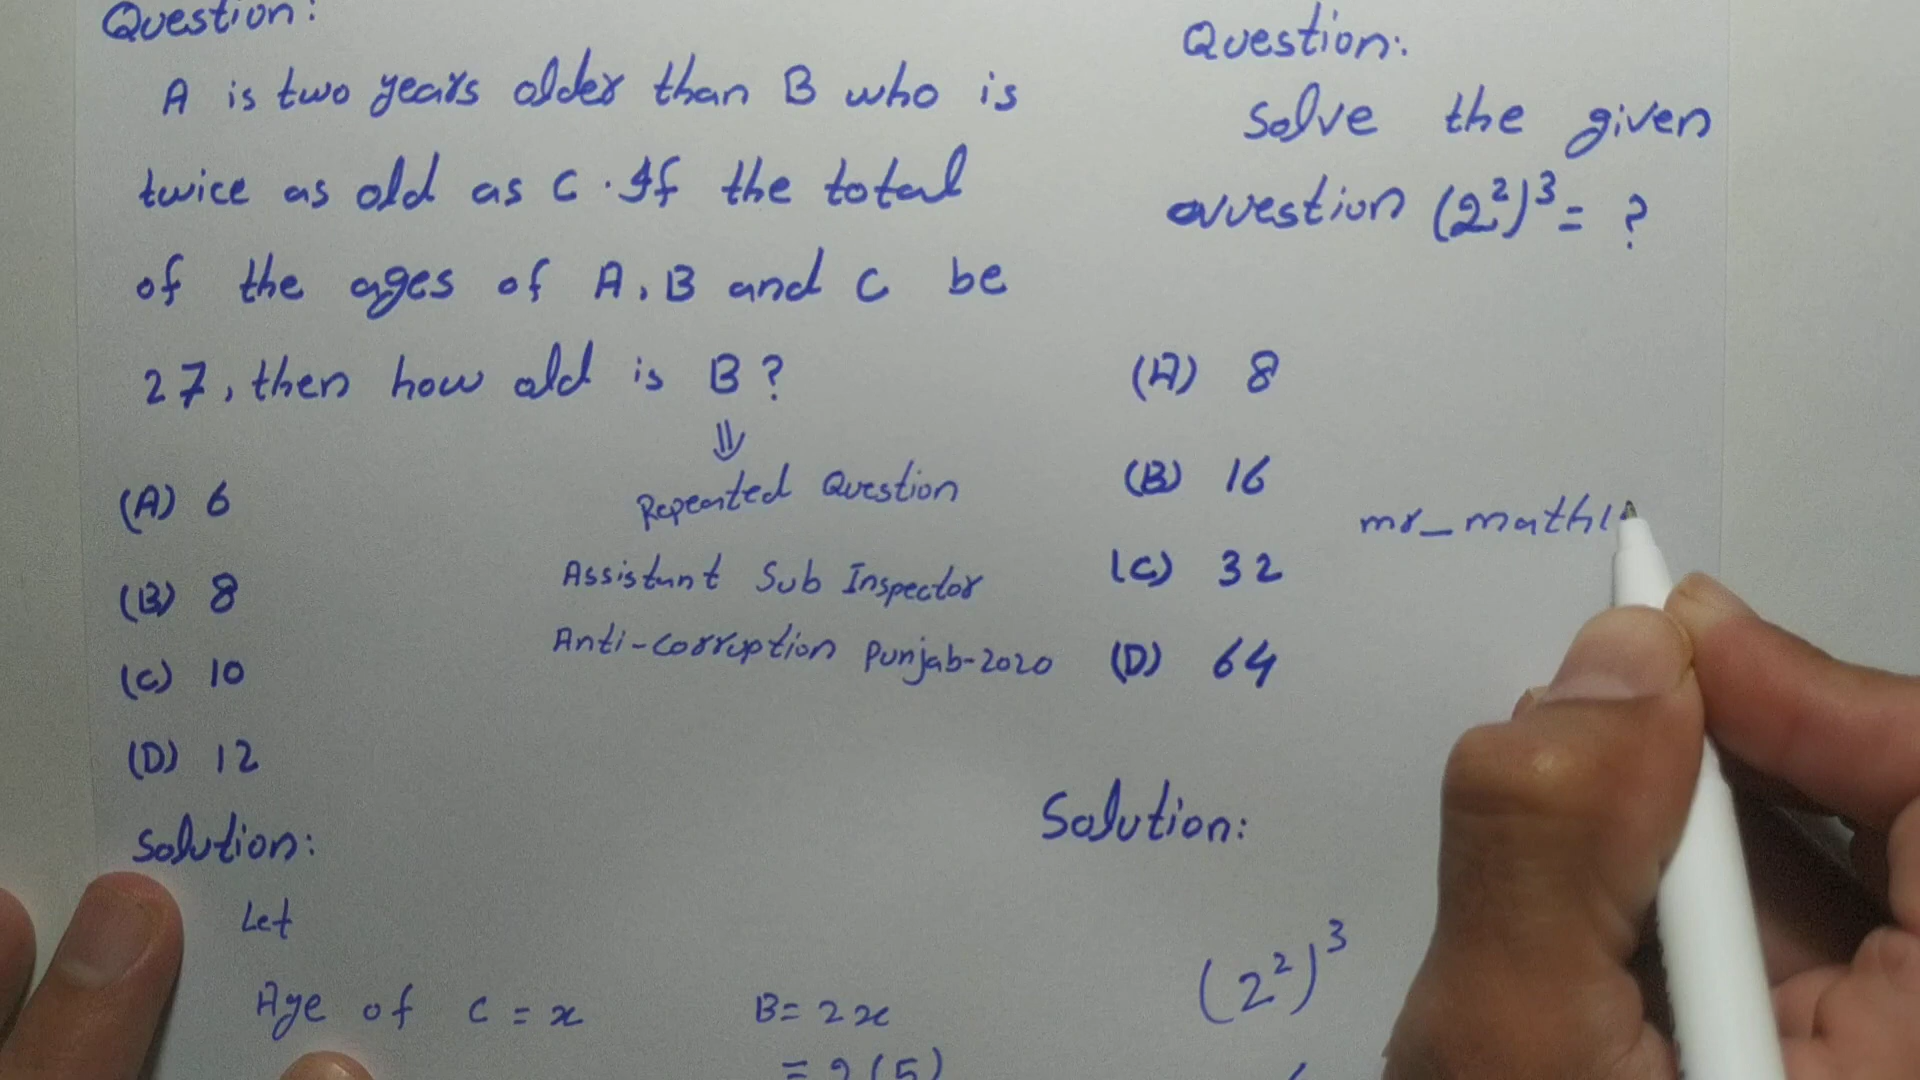 Question:
A is two years older than B who is
twice as old as C. If the total
of the ages of A, B and C be
27, then how old is B?
⇓
Repeated Question
Assistant Sub Inspector
Anti-corruption Punjab-2020
(A) 6
(B) 8
(C) 10
(D) 12
Solution:
Let
Age of C = x
B = 2x
= 2(5)
Question:
Solve the given
question (2²)³ = ?
(A) 8
(B) 16
(C) 32
(D) 64
Solution:
(2²)³